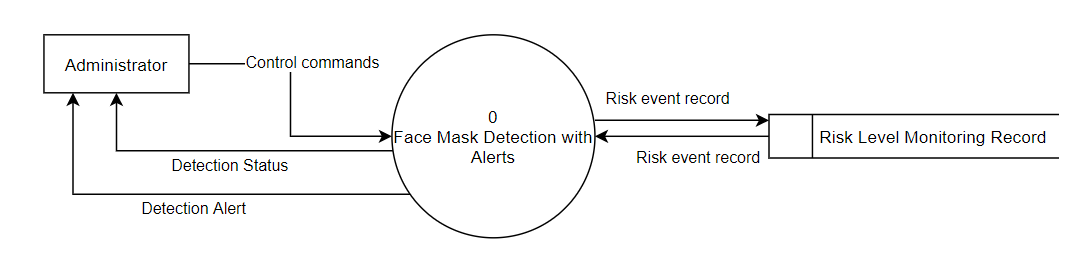 Administrator
Control commands
0
Face Mask Detection with
Alerts
Risk event record
Risk Level Monitoring Record
Risk event record
Detection Status
Detection Alert